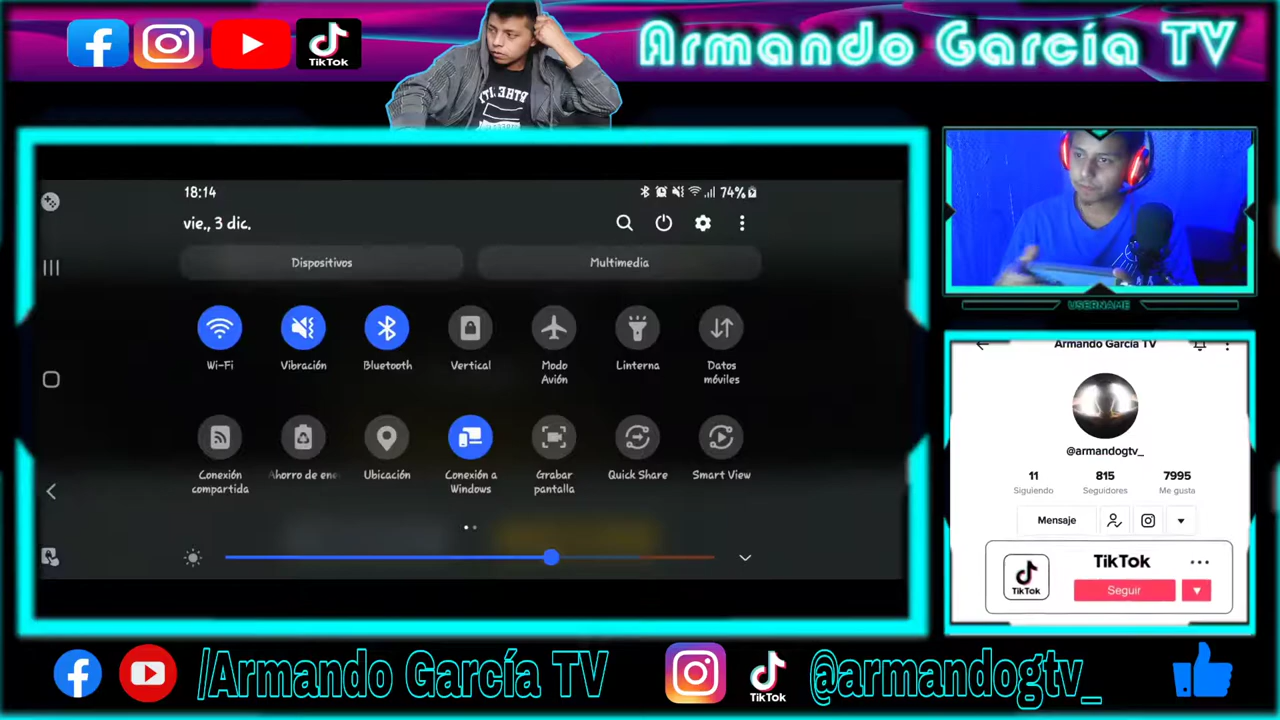 TikTok
Armando García TV
18:14
74%
vie., 3 dic.
Dispositivos
Multimedia
Wi-Fi
Vibración
Bluetooth
Vertical
Modo
Avión
Linterna
Datos
móviles
Conexión
compartida
Ahorro de ene
Ubicación
Conexión a
Windows
Grabar
pantalla
Quick Share
Smart View
USERNAME
Armando García TV
@armandogtv_
11
815
7995
Siguiendo
Seguidores
Me gusta
Mensaje
TikTok
TikTok
Seguir
/Armando García TV
TikTok
@armandogtv_